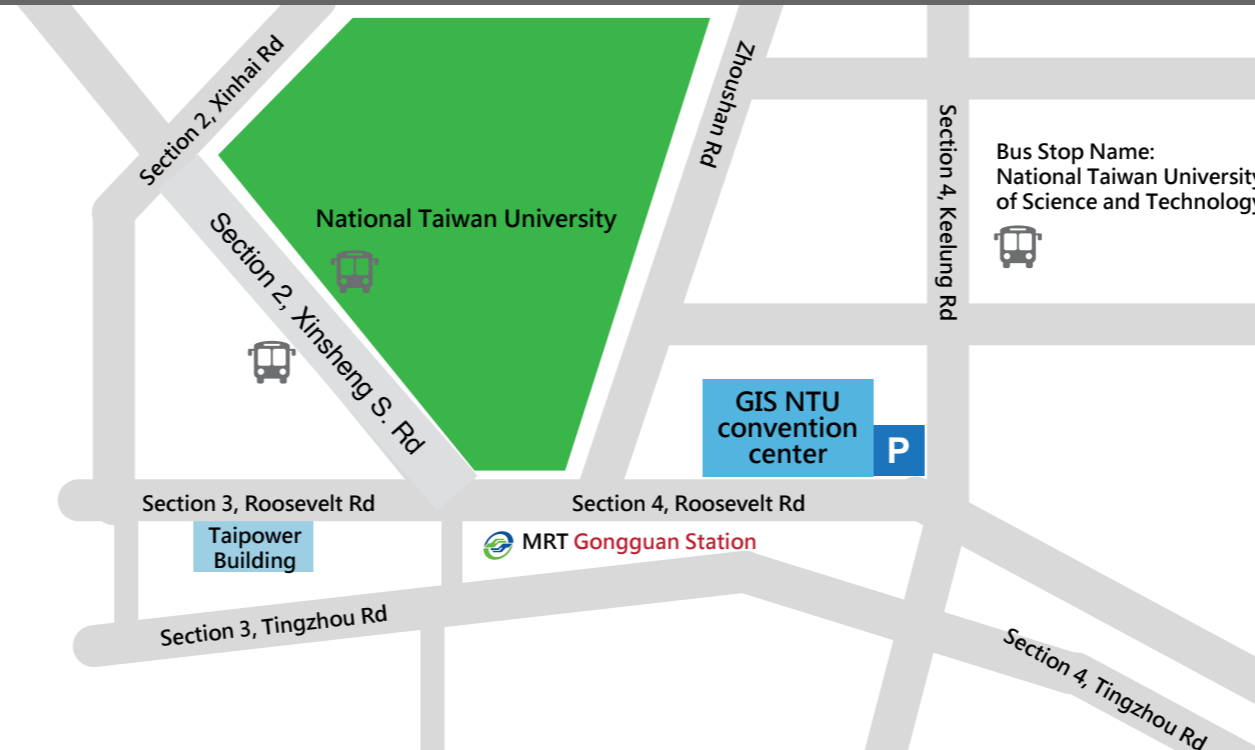 Section 2, Xinhai Rd
Zhoushan Rd
Section 4, Keelung Rd
Bus Stop Name:
National Taiwan University
of Science and Technology
National Taiwan University
Section 2, Xinsheng S. Rd
GIS NTU
convention
center
P
Section 3, Roosevelt Rd
Section 4, Roosevelt Rd
Taipower
Building
MRT Gongguan Station
Section 3, Tingzhou Rd
Section 4, Tingzhou Rd